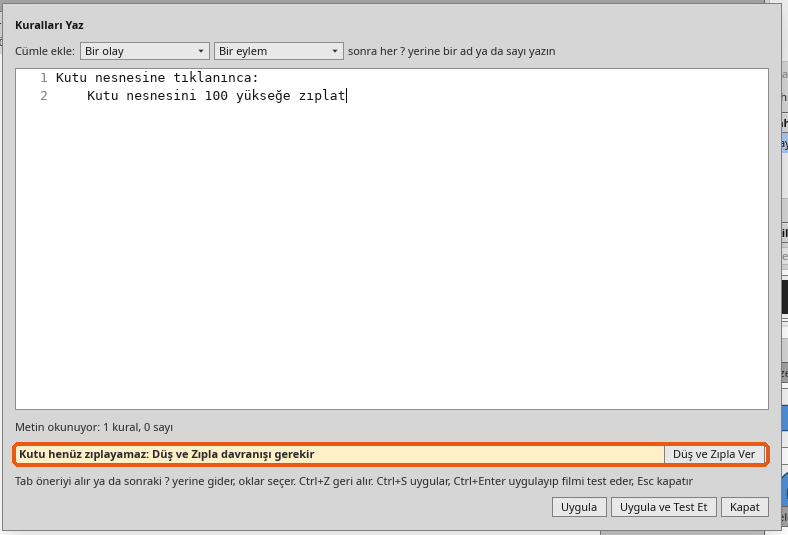 Kuralları Yaz
Cümle ekle: Bir olay Bir eylem sonra her ? yerine bir ad ya da sayı yazın
1 Kutu nesnesine tıklanınca:
2 Kutu nesnesini 100 yükseğe zıplat
Metin okunuyor: 1 kural, 0 sayı
Kutu henüz zıplayamaz: Düş ve Zıpla davranışı gerekir Düş ve Zıpla Ver
Tab öneriyi alır ya da sonraki ? yerine gider, oklar seçer. Ctrl+Z geri alır. Ctrl+S uygular, Ctrl+Enter uygulayıp filmi test eder, Esc kapatır
Uygula Uygula ve Test Et Kapat